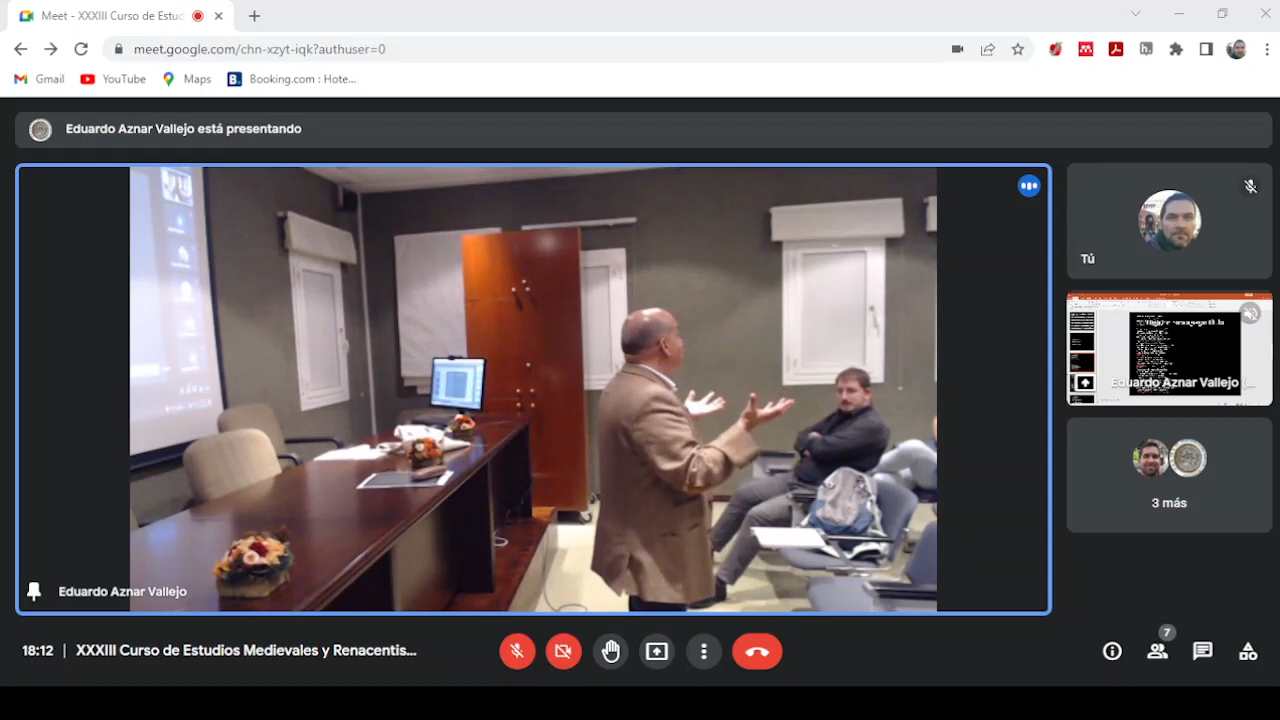 Meet - XXXIII Curso de Estud
meet.google.com/chn-xzyt-iqk?authuser=0
Gmail
YouTube
Maps
B.
Booking.com : Hote...
Eduardo Aznar Vallejo está presentando
Tú
Eduardo Aznar Vallejo ...
3 más
Eduardo Aznar Vallejo
18:12 | XXXIII Curso de Estudios Medievales y Renacentis...
7